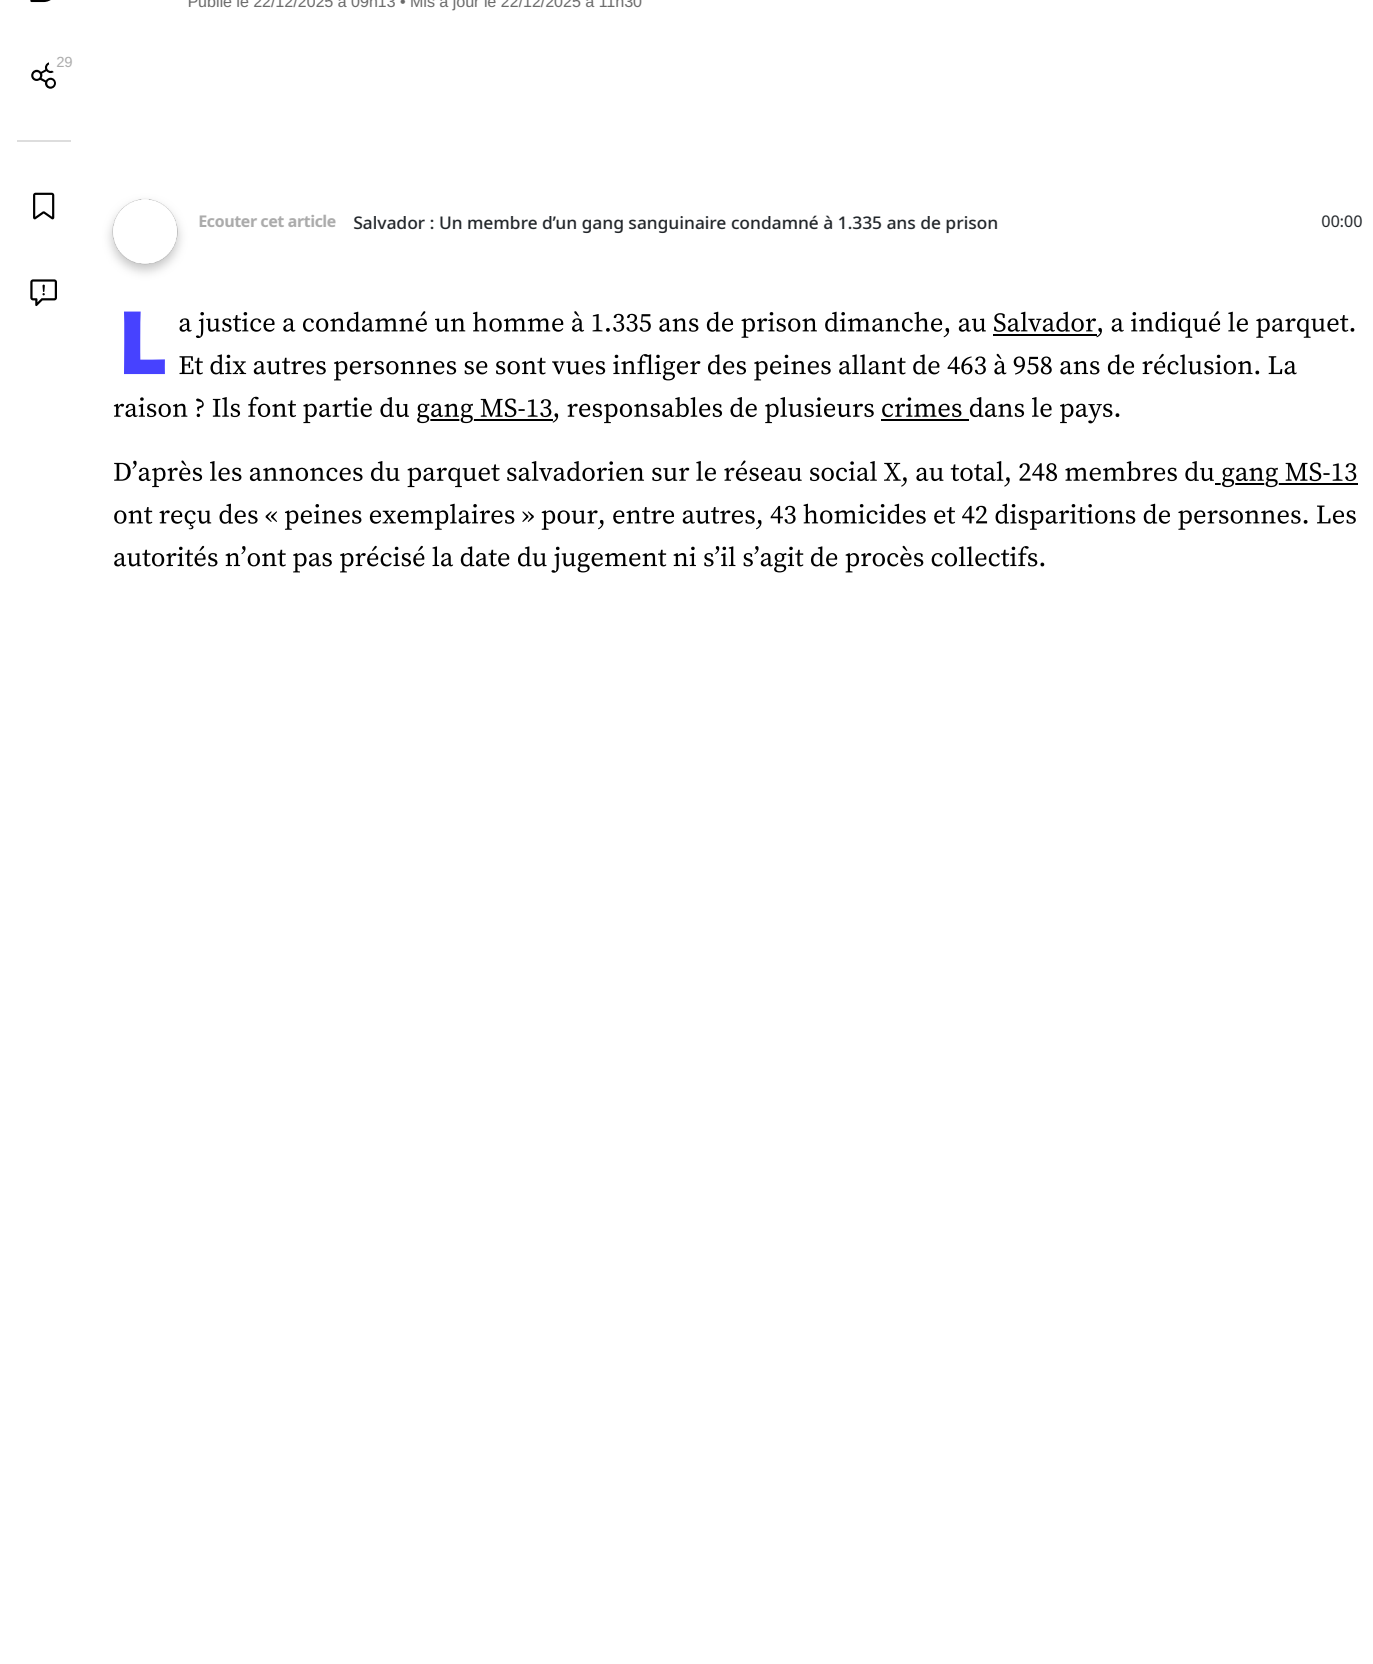 Publié le 22/12/2025 à 09h13 • Mis à jour le 22/12/2025 à 11h30
29
Ecouter cet article Salvador : Un membre d’un gang sanguinaire condamné à 1.335 ans de prison 00:00
La justice a condamné un homme à 1.335 ans de prison dimanche, au Salvador, a indiqué le parquet.
Et dix autres personnes se sont vues infliger des peines allant de 463 à 958 ans de réclusion. La
raison ? Ils font partie du gang MS-13, responsables de plusieurs crimes dans le pays.
D’après les annonces du parquet salvadorien sur le réseau social X, au total, 248 membres du gang MS-13
ont reçu des « peines exemplaires » pour, entre autres, 43 homicides et 42 disparitions de personnes. Les
autorités n’ont pas précisé la date du jugement ni s’il s’agit de procès collectifs.